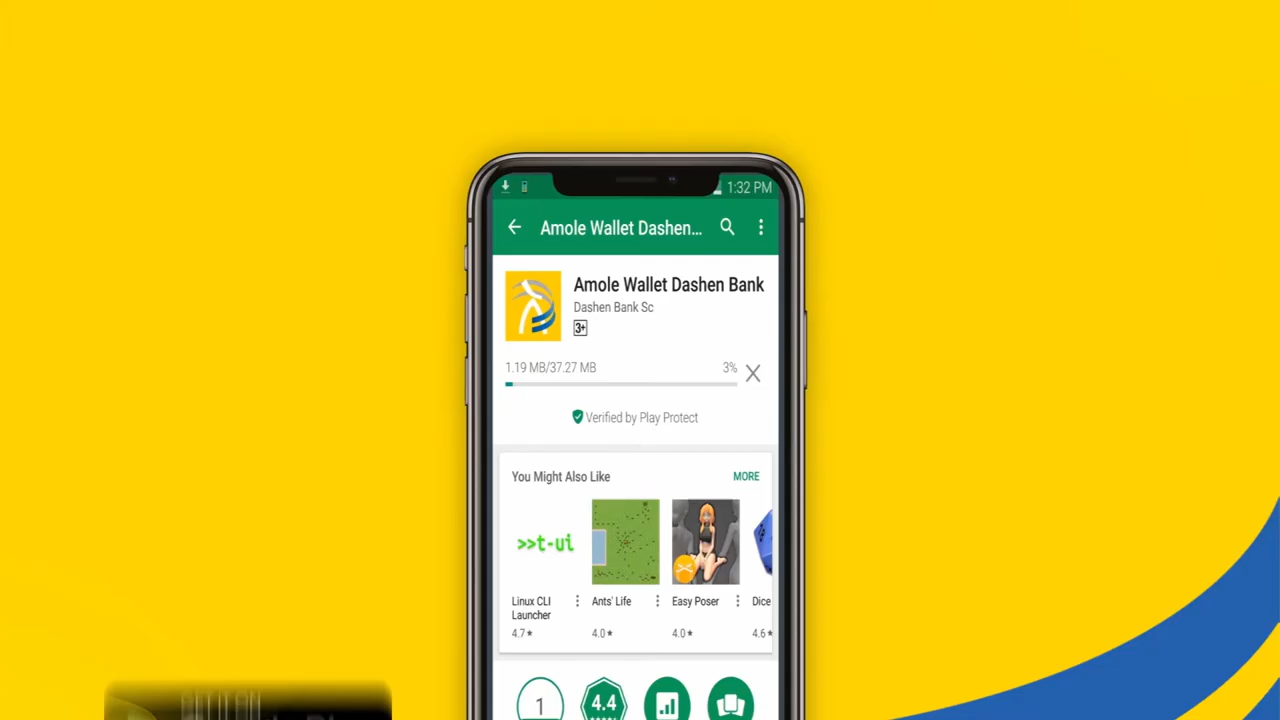 1:32 PM
Amole Wallet Dashen...
Amole Wallet Dashen Bank
Dashen Bank Sc
3+
1.19 MB/37.27 MB 3%
Verified by Play Protect
You Might Also Like MORE
>>t-ui
Linux CLI Launcher
4.7★
Ants' Life
4.0★
Easy Poser
4.0★
Dice
4.6★
1
4.4